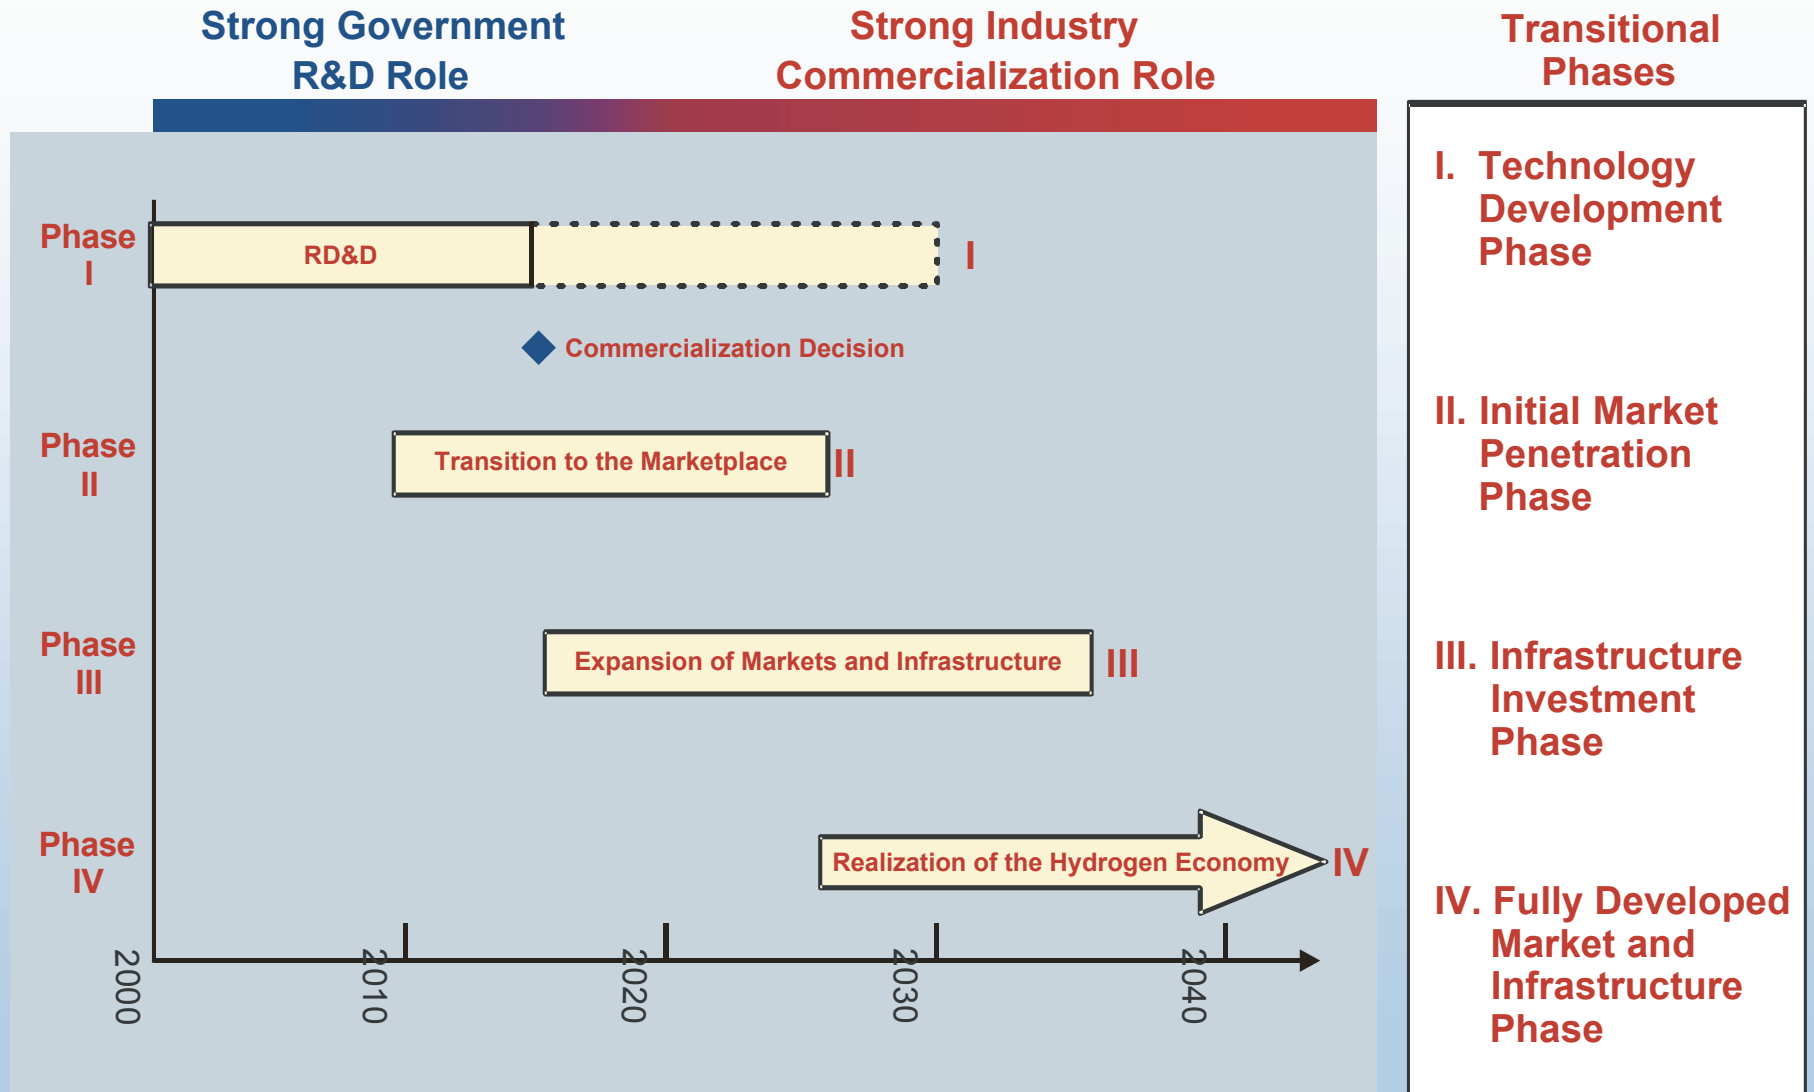 Strong Government
R&D Role
Strong Industry
Commercialization Role
Transitional
Phases
Phase
I
RD&D
I
Commercialization Decision
Phase
II
Transition to the Marketplace
II
Phase
III
Expansion of Markets and Infrastructure
III
Phase
IV
Realization of the Hydrogen Economy
IV
2000
2010
2020
2030
2040
I. Technology
Development
Phase
II. Initial Market
Penetration
Phase
III. Infrastructure
Investment
Phase
IV. Fully Developed
Market and
Infrastructure
Phase